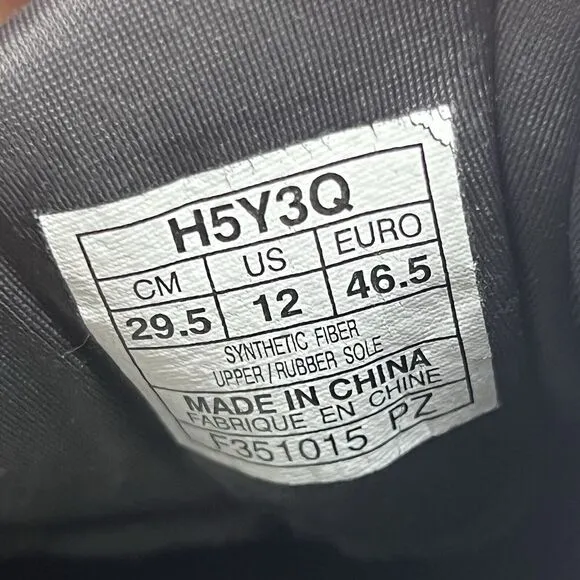 H5Y3Q
CM US EURO
29.5 12 46.5
SYNTHETIC FIBER
UPPER/RUBBER SOLE
MADE IN CHINA
FABRIQUE EN CHINE
F351015 PZ